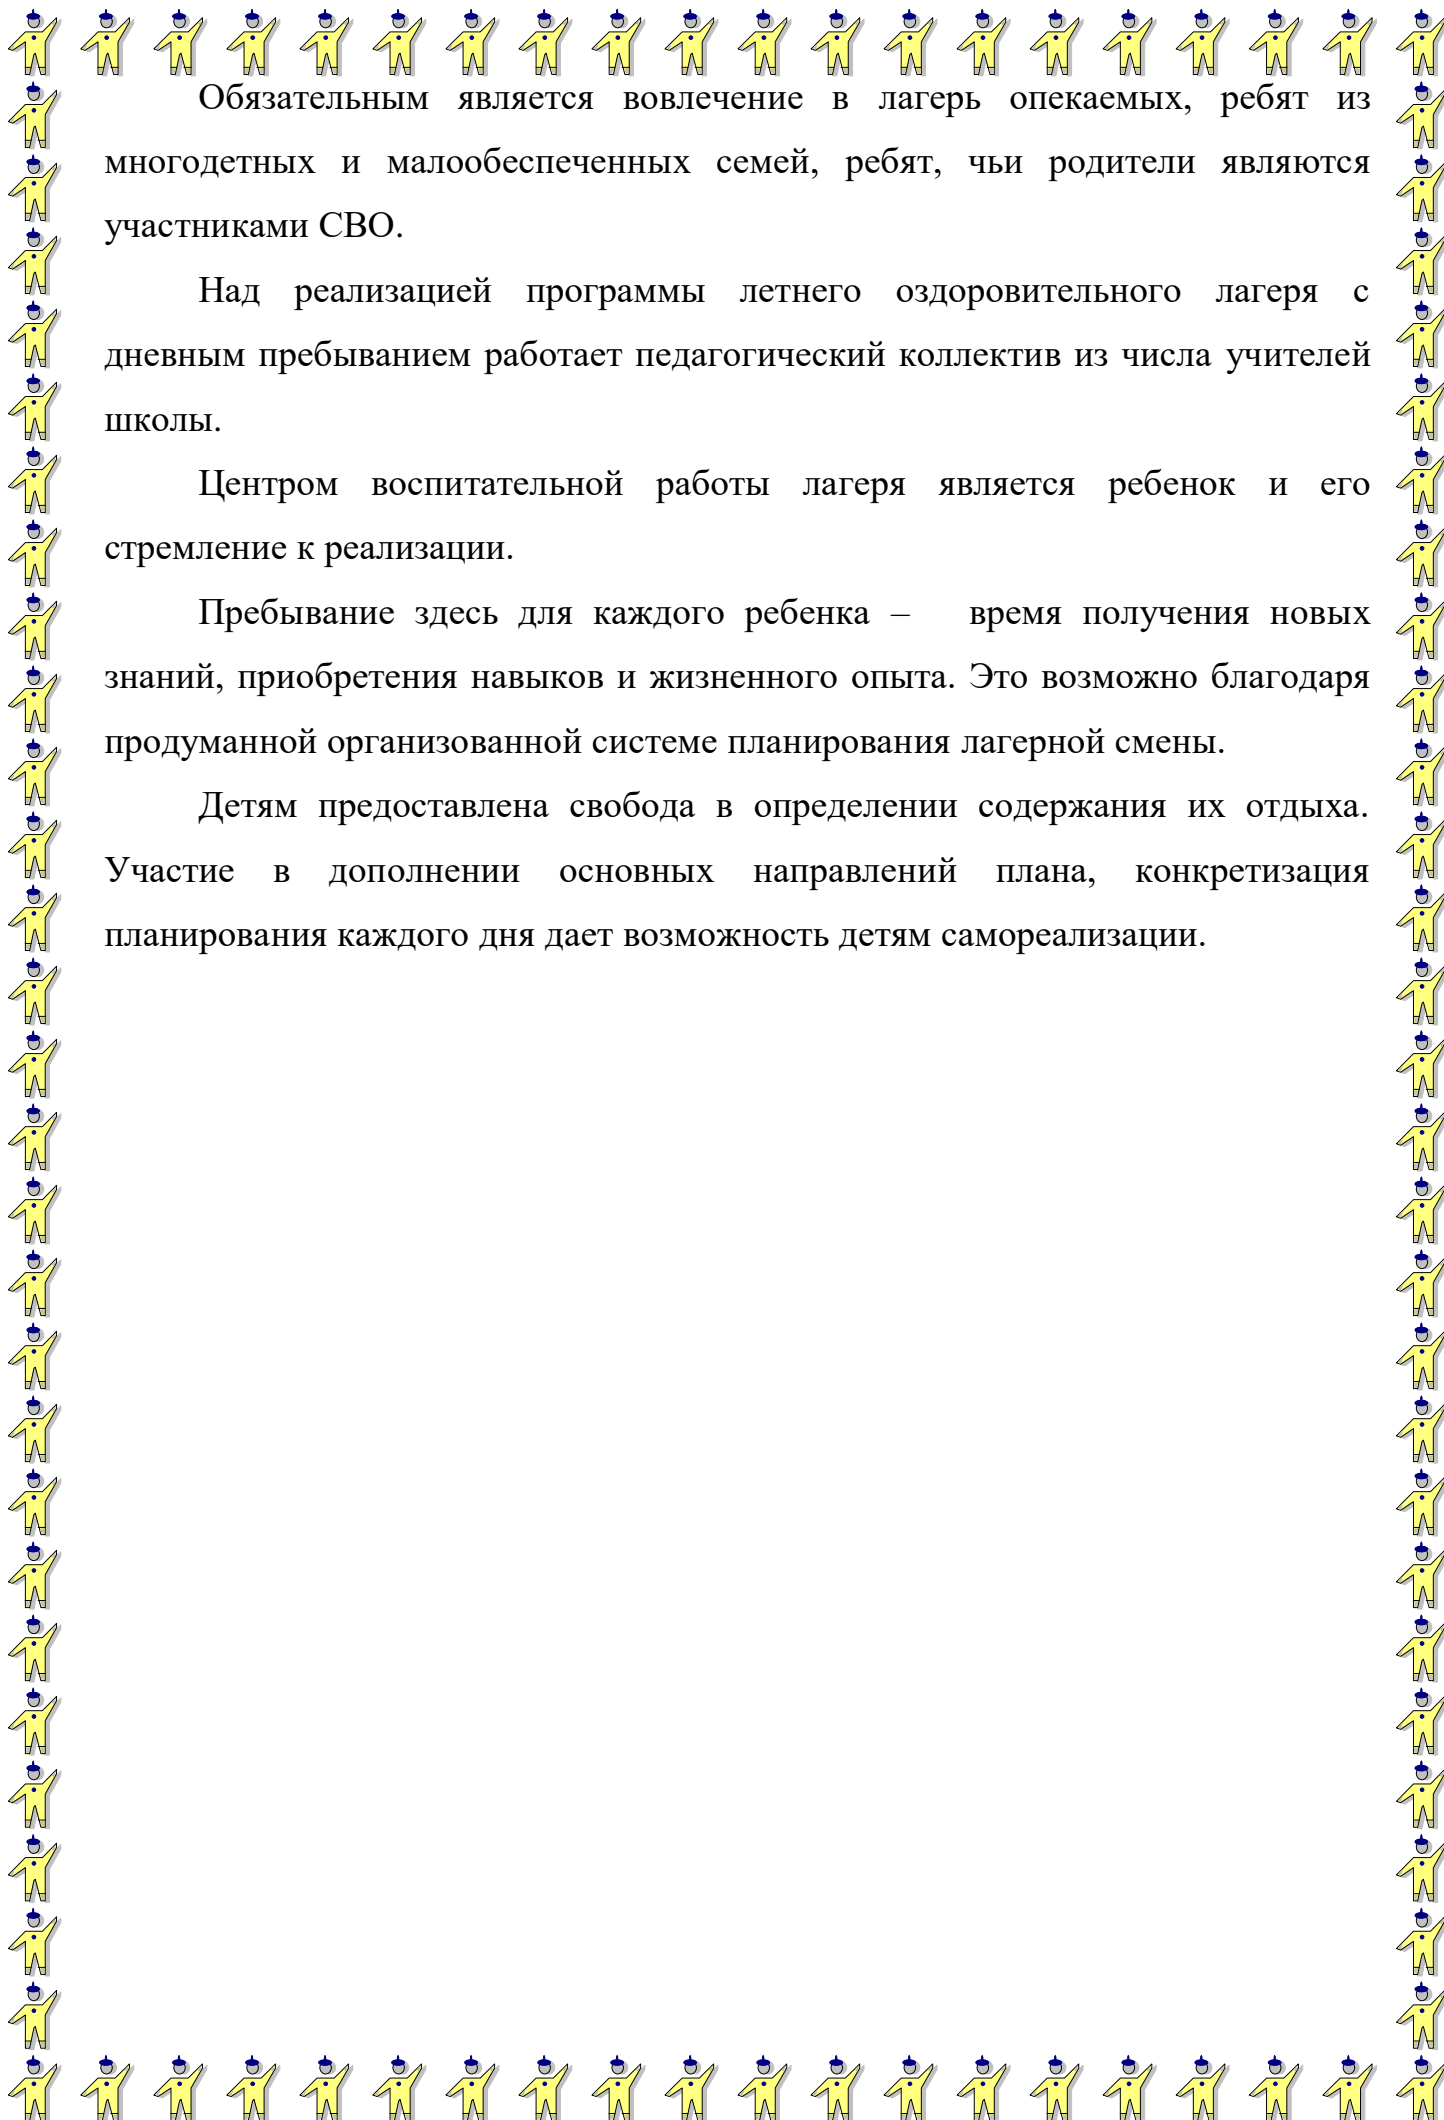 Обязательным является вовлечение в лагерь опекаемых, ребят из
многодетных и малообеспеченных семей, ребят, чьи родители являются
участниками СВО.
Над реализацией программы летнего оздоровительного лагеря с
дневным пребыванием работает педагогический коллектив из числа учителей
школы.
Центром воспитательной работы лагеря является ребенок и его
стремление к реализации.
Пребывание здесь для каждого ребенка – время получения новых
знаний, приобретения навыков и жизненного опыта. Это возможно благодаря
продуманной организованной системе планирования лагерной смены.
Детям предоставлена свобода в определении содержания их отдыха.
Участие в дополнении основных направлений плана, конкретизация
планирования каждого дня дает возможность детям самореализации.